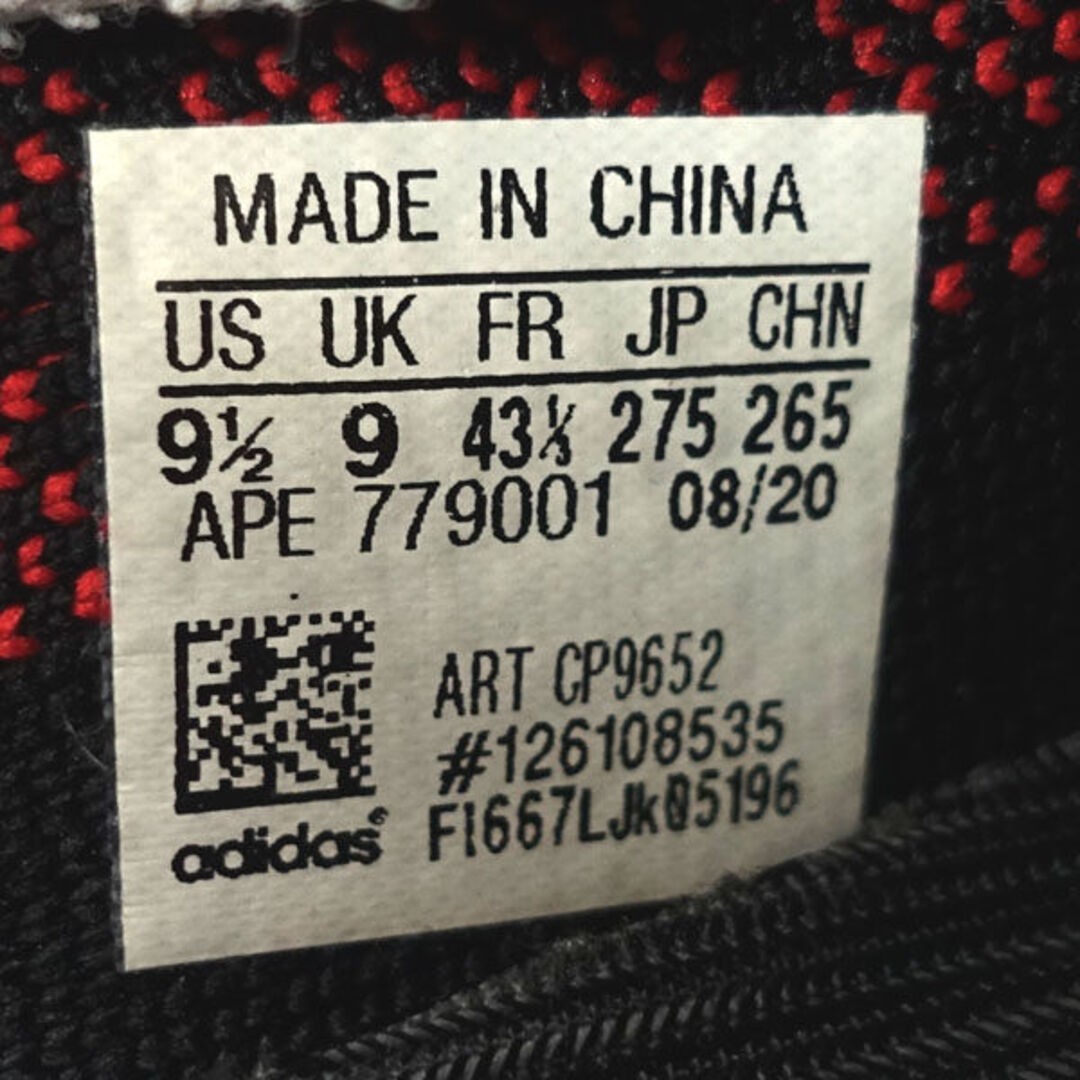 MADE IN CHINA
US UK FR JP CHN
9½ 9 43⅓ 275 265
APE 779001 08/20
ART CP9652
#126108535
FI667LJk05196
adidas®